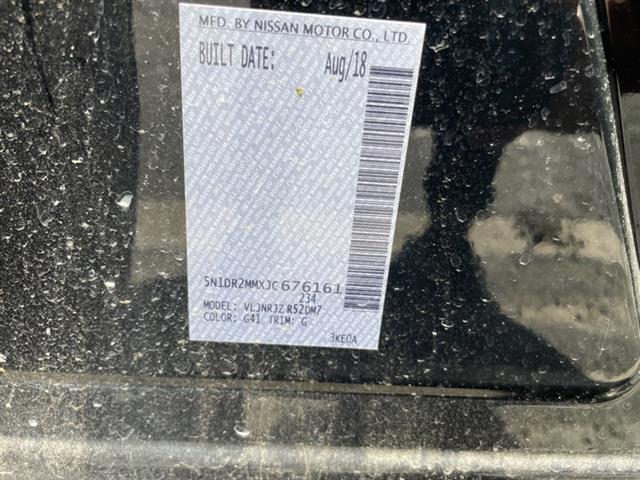 MFD. BY NISSAN MOTOR CO., LTD.
BUILT DATE: Aug/18
5N1DR2MMXJC676161
234
MODEL: VLJNRJZ R52DM7
COLOR: G41 TRIM: G
3KE0A